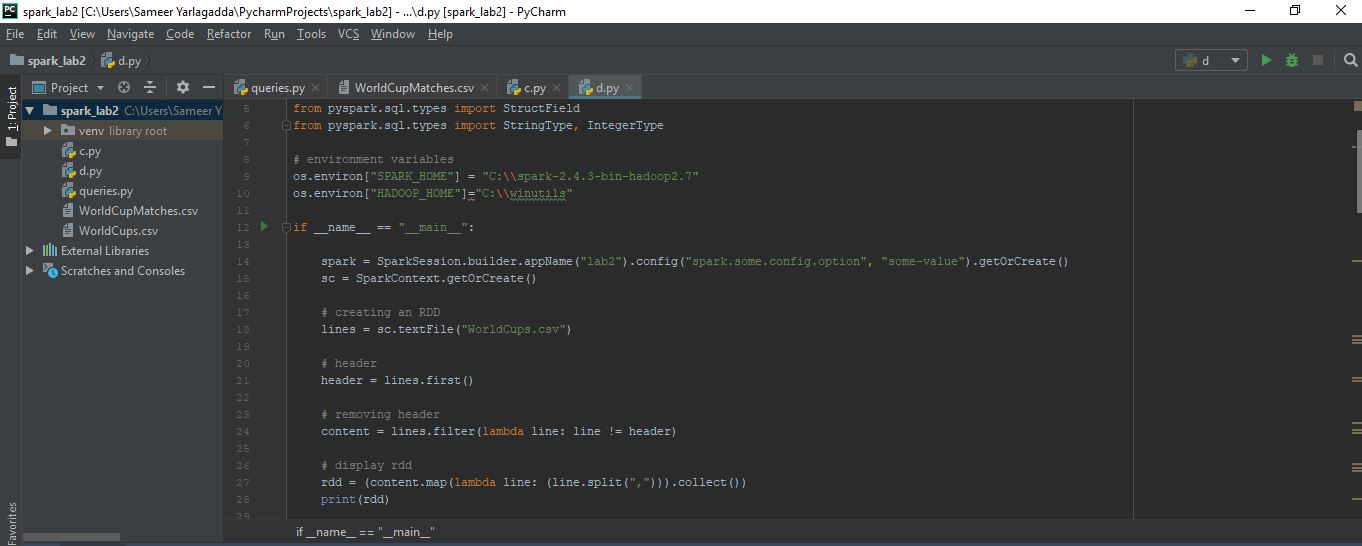 PC spark_lab2 [C:\Users\Sameer Yarlagadda\PycharmProjects\spark_lab2] - ...\d.py [spark_lab2] - PyCharm
File Edit View Navigate Code Refactor Run Tools VCS Window Help
spark_lab2 d.py d
1: Project
Project
queries.py WorldCupMatches.csv c.py d.py
spark_lab2 C:\Users\Sameer Y
venv library root
c.py
d.py
queries.py
WorldCupMatches.csv
WorldCups.csv
External Libraries
Scratches and Consoles
Favorites
5 from pyspark.sql.types import StructField
6 from pyspark.sql.types import StringType, IntegerType
7
8 # environment variables
9 os.environ["SPARK_HOME"] = "C:\\spark-2.4.3-bin-hadoop2.7"
10 os.environ["HADOOP_HOME"]="C:\\winutils"
11
12 if __name__ == "__main__":
13
14 spark = SparkSession.builder.appName("lab2").config("spark.some.config.option", "some-value").getOrCreate()
15 sc = SparkContext.getOrCreate()
16
17 # creating an RDD
18 lines = sc.textFile("WorldCups.csv")
19
20 # header
21 header = lines.first()
22
23 # removing header
24 content = lines.filter(lambda line: line != header)
25
26 # display rdd
27 rdd = (content.map(lambda line: (line.split(","))).collect())
28 print(rdd)
29
if __name__ == "__main__"